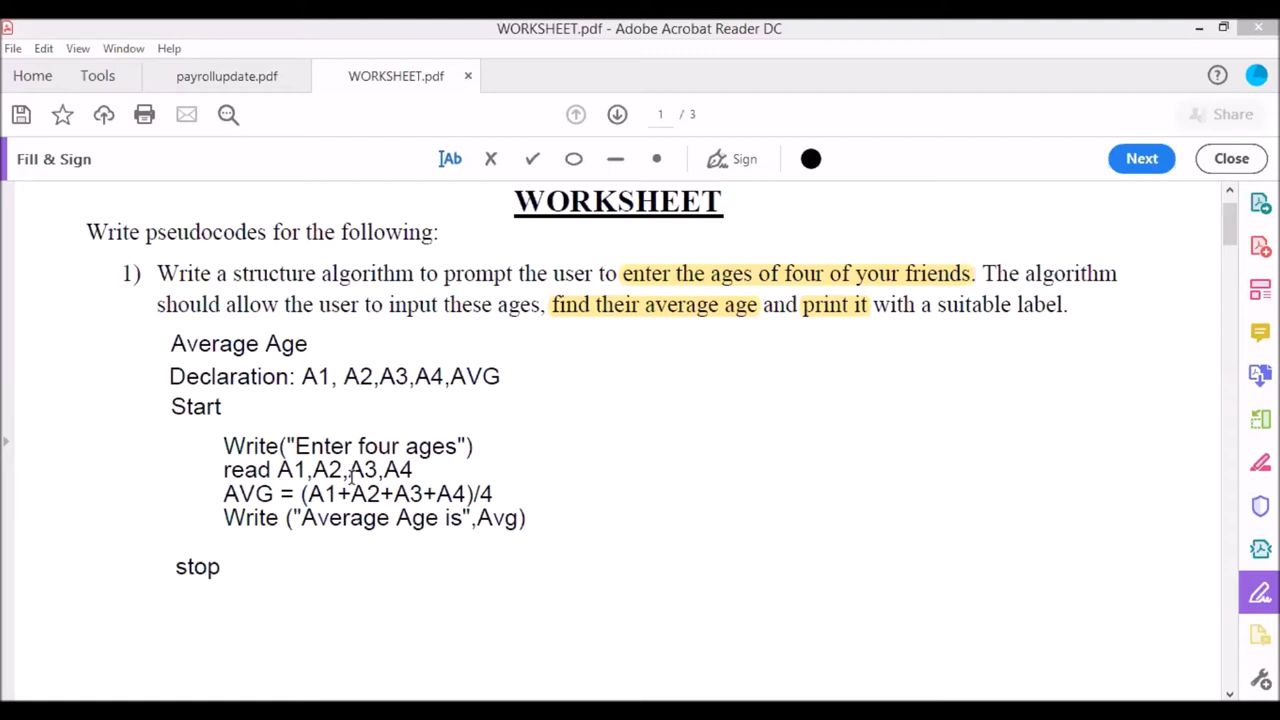 WORKSHEET.pdf - Adobe Acrobat Reader DC
File Edit View Window Help
Home Tools payrollupdate.pdf WORKSHEET.pdf ×
1 / 3 Share
Fill & Sign Ab Sign Next Close
WORKSHEET
Write pseudocodes for the following:
1) Write a structure algorithm to prompt the user to enter the ages of four of your friends. The algorithm
should allow the user to input these ages, find their average age and print it with a suitable label.
Average Age
Declaration: A1, A2,A3,A4,AVG
Start
Write("Enter four ages")
read A1,A2,A3,A4
AVG = (A1+A2+A3+A4)/4
Write ("Average Age is",Avg)
stop